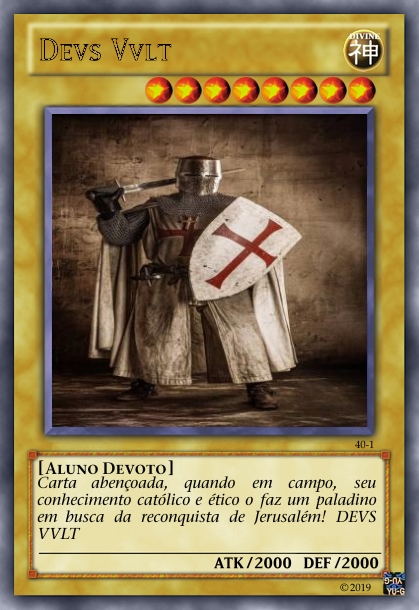 DEVS VVLT
DIVINE
神
40-1
[ALUNO DEVOTO]
Carta abençoada, quando em campo, seu
conhecimento católico e ético o faz um paladino
em busca da reconquista de Jerusalém! DEVS
VVLT
ATK/2000 DEF/2000
©2019